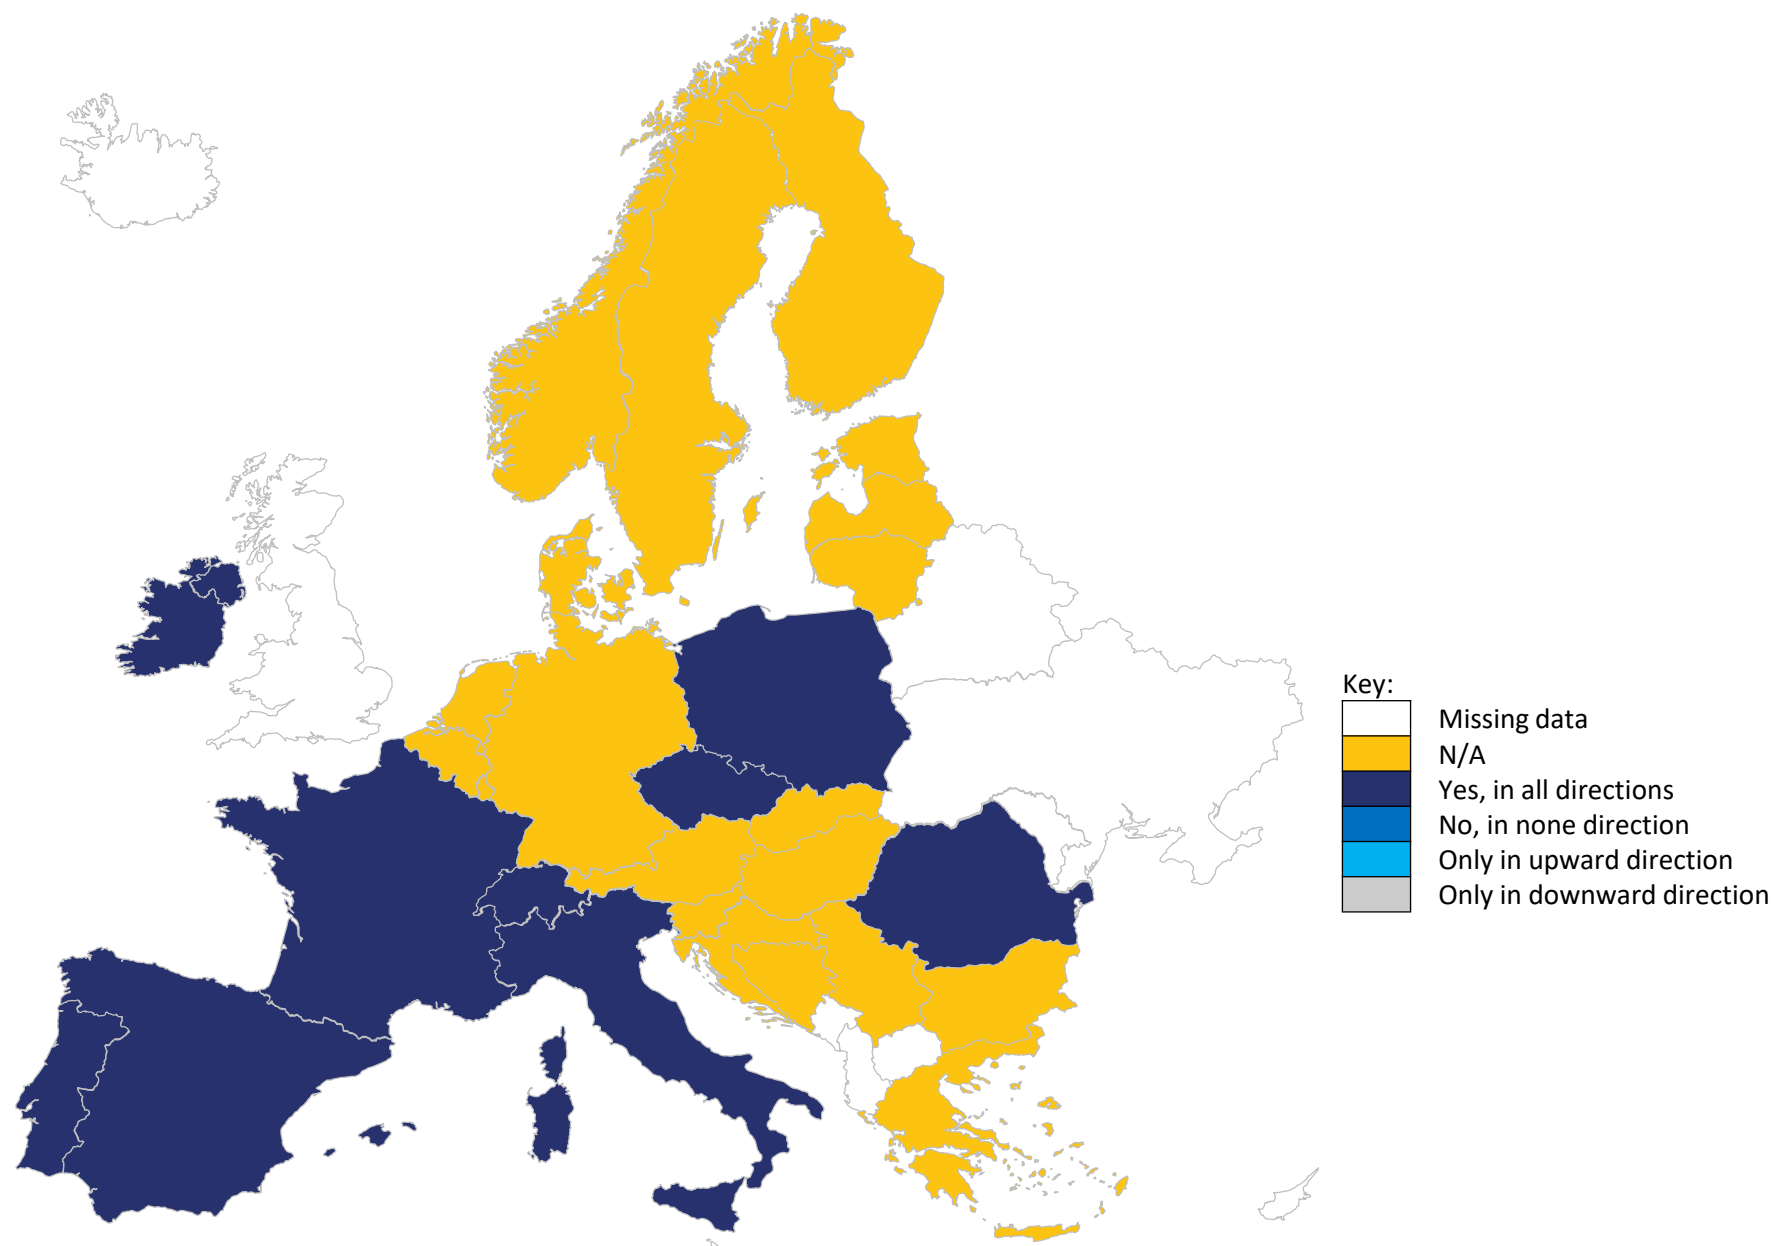 Key:
Missing data
N/A
Yes, in all directions
No, in none direction
Only in upward direction
Only in downward direction